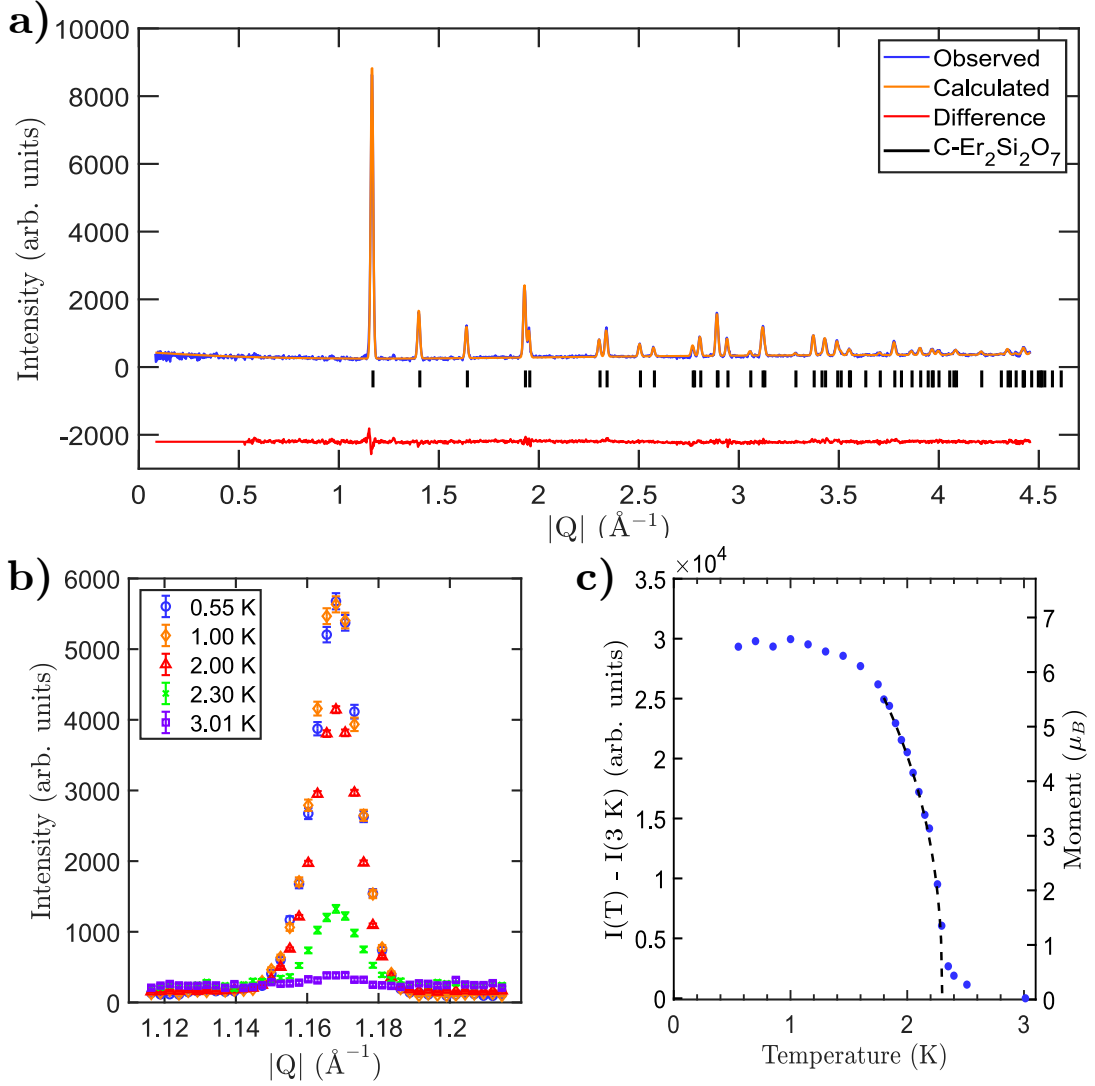 a)
10000
8000
6000
4000
2000
0
-2000
Intensity (arb. units)
Observed
Calculated
Difference
C-Er₂Si₂O₇
0 0.5 1 1.5 2 2.5 3 3.5 4 4.5
|Q| (Å⁻¹)
b)
6000
5000
4000
3000
2000
1000
0
Intensity (arb. units)
0.55 K
1.00 K
2.00 K
2.30 K
3.01 K
1.12 1.14 1.16 1.18 1.2
|Q| (Å⁻¹)
c)
×10⁴
3.5
3
2.5
2
1.5
1
0.5
0
I(T) - I(3 K) (arb. units)
7
6
5
4
3
2
1
0
Moment (μ_B)
0 1 2 3
Temperature (K)